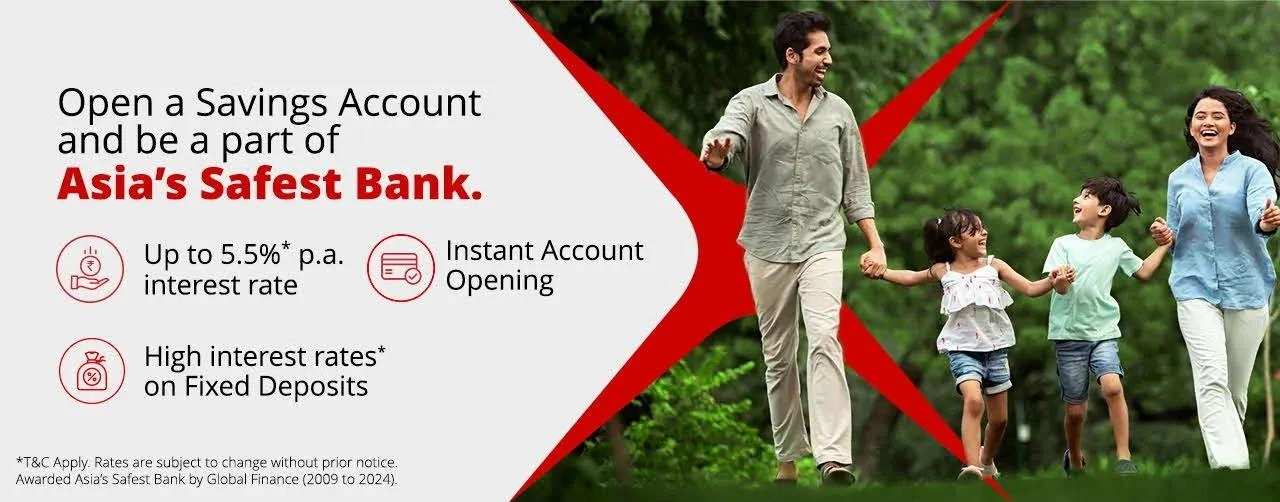 Open a Savings Account
and be a part of
Asia's Safest Bank.
Up to 5.5%* p.a.
interest rate
Instant Account
Opening
High interest rates*
on Fixed Deposits
*T&C Apply. Rates are subject to change without prior notice.
Awarded Asia's Safest Bank by Global Finance (2009 to 2024).